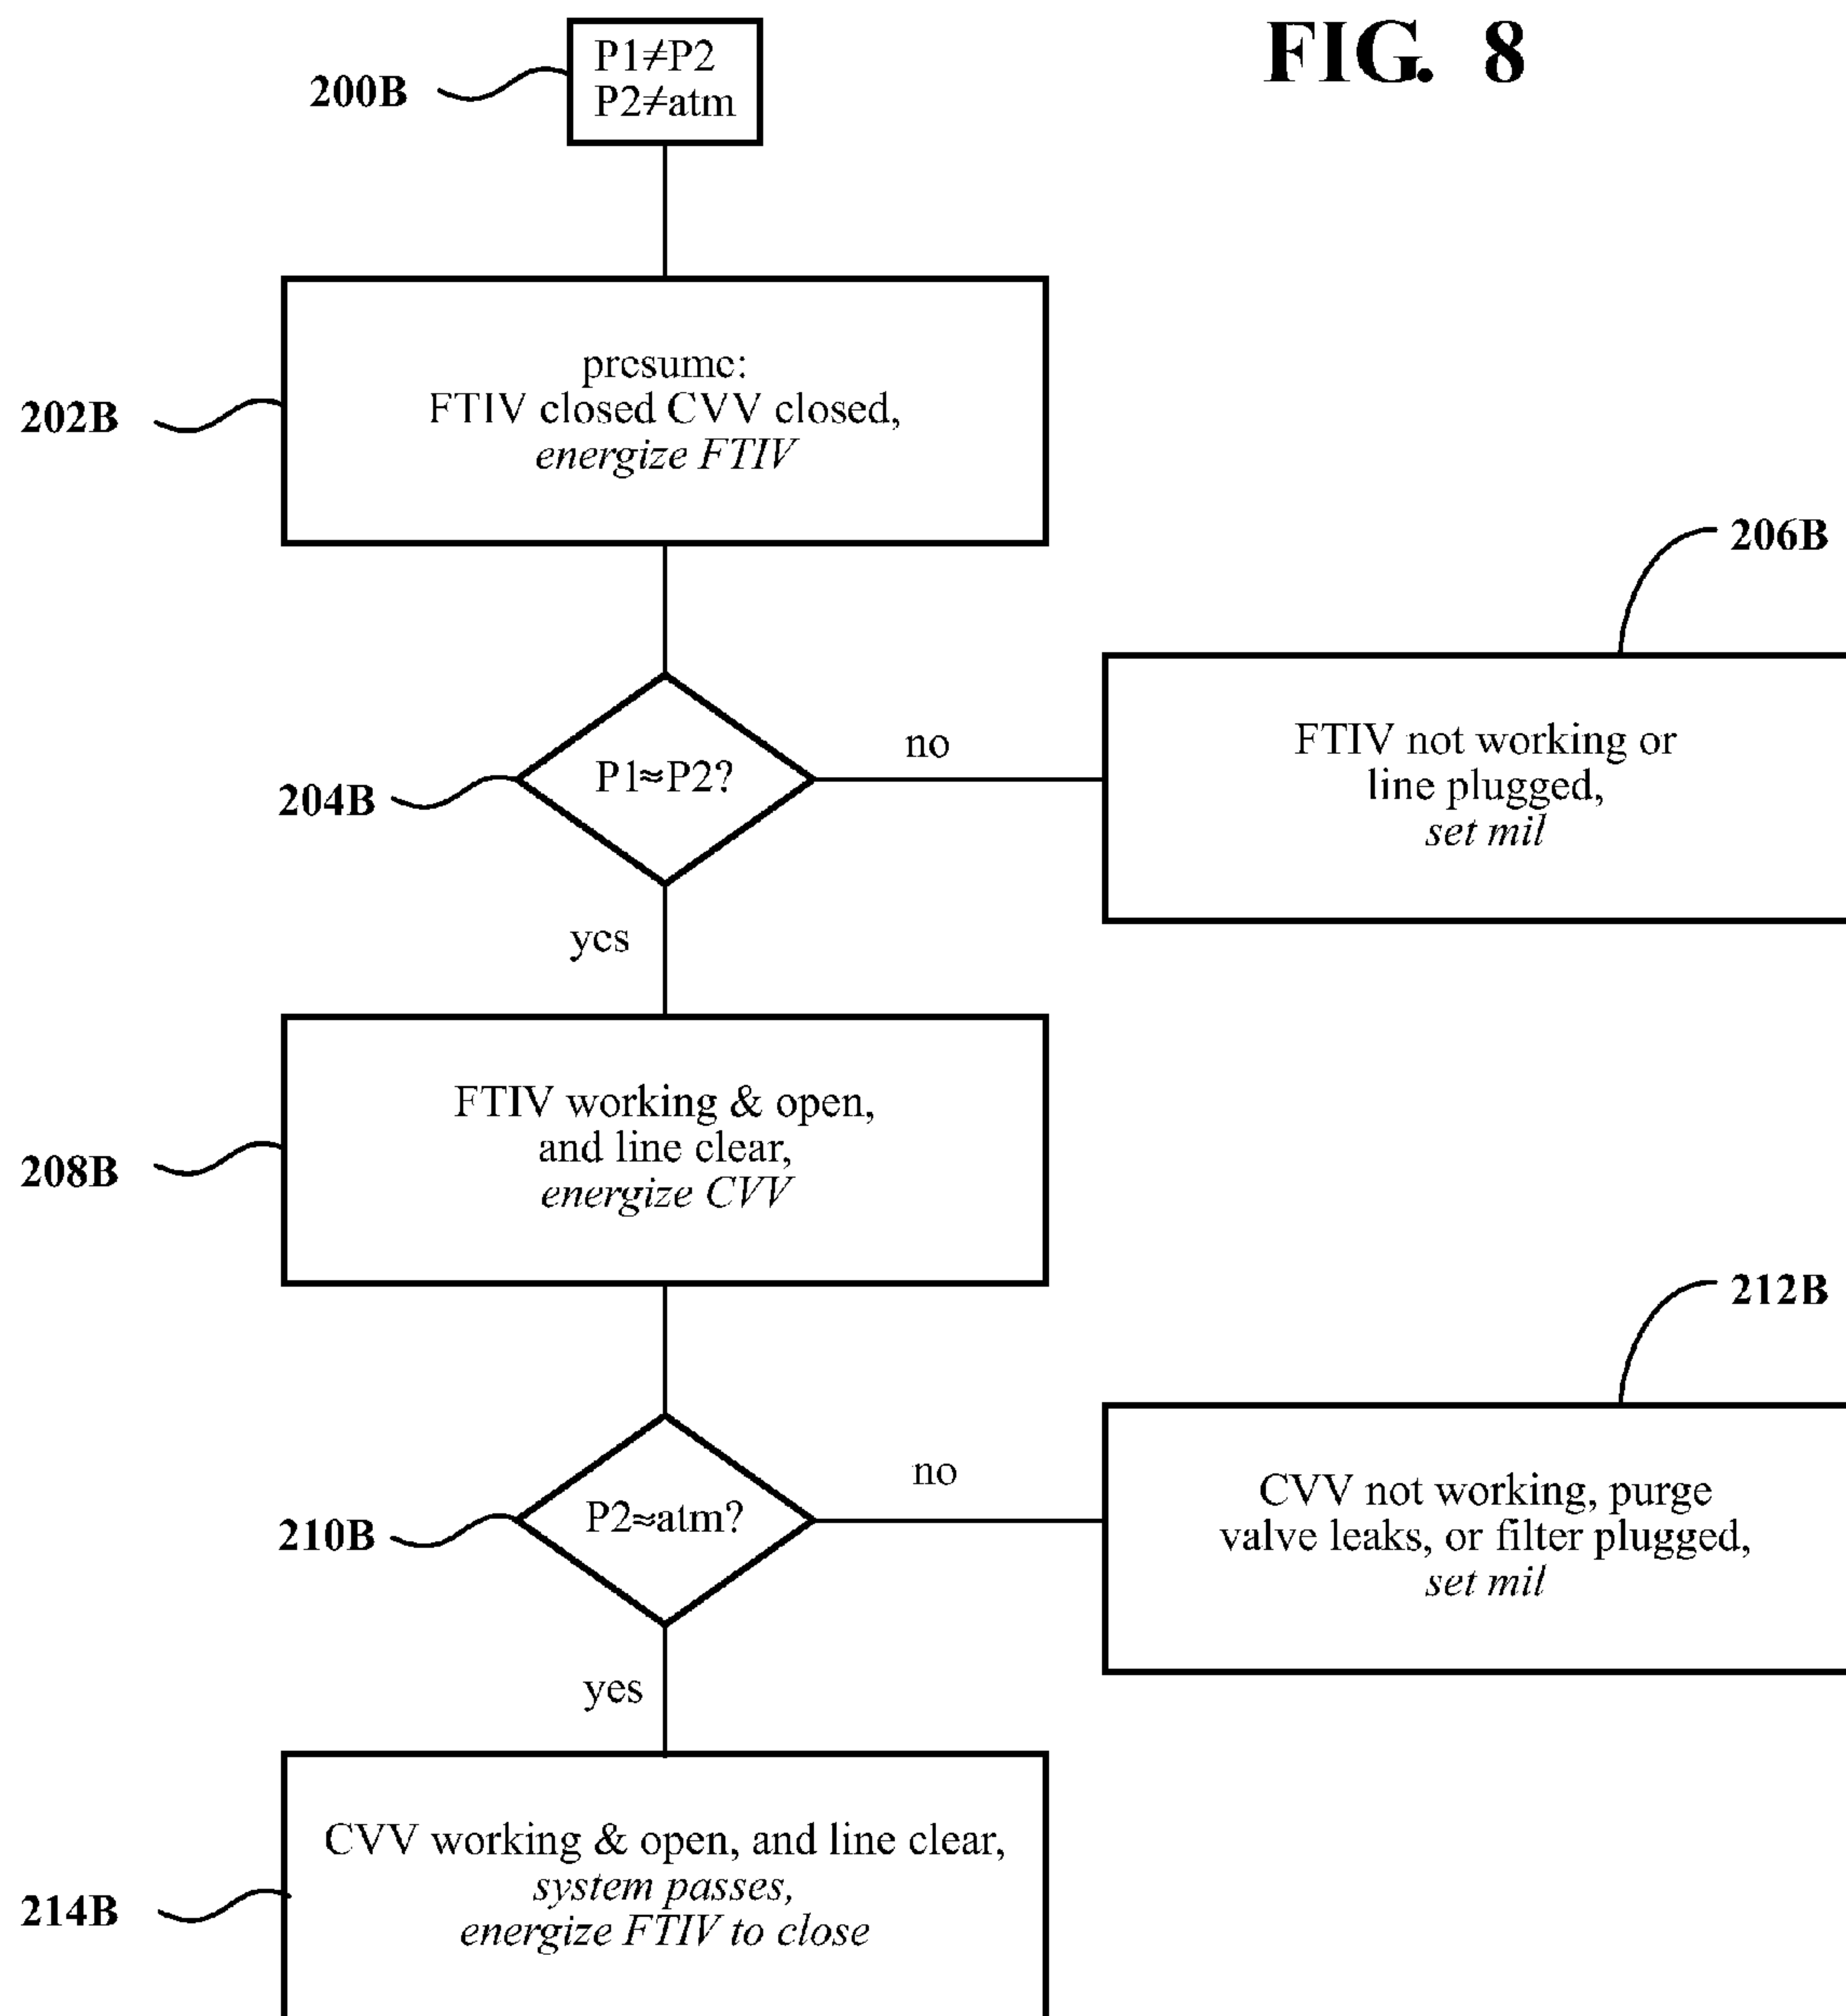 FIG. 8
200B
P1≠P2
P2≠atm
202B
presume:
FTIV closed CVV closed,
energize FTIV
204B
P1≈P2?
no
206B
FTIV not working or
line plugged,
set mil
yes
208B
FTIV working & open,
and line clear,
energize CVV
210B
P2≈atm?
no
212B
CVV not working, purge
valve leaks, or filter plugged,
set mil
yes
214B
CVV working & open, and line clear,
system passes,
energize FTIV to close